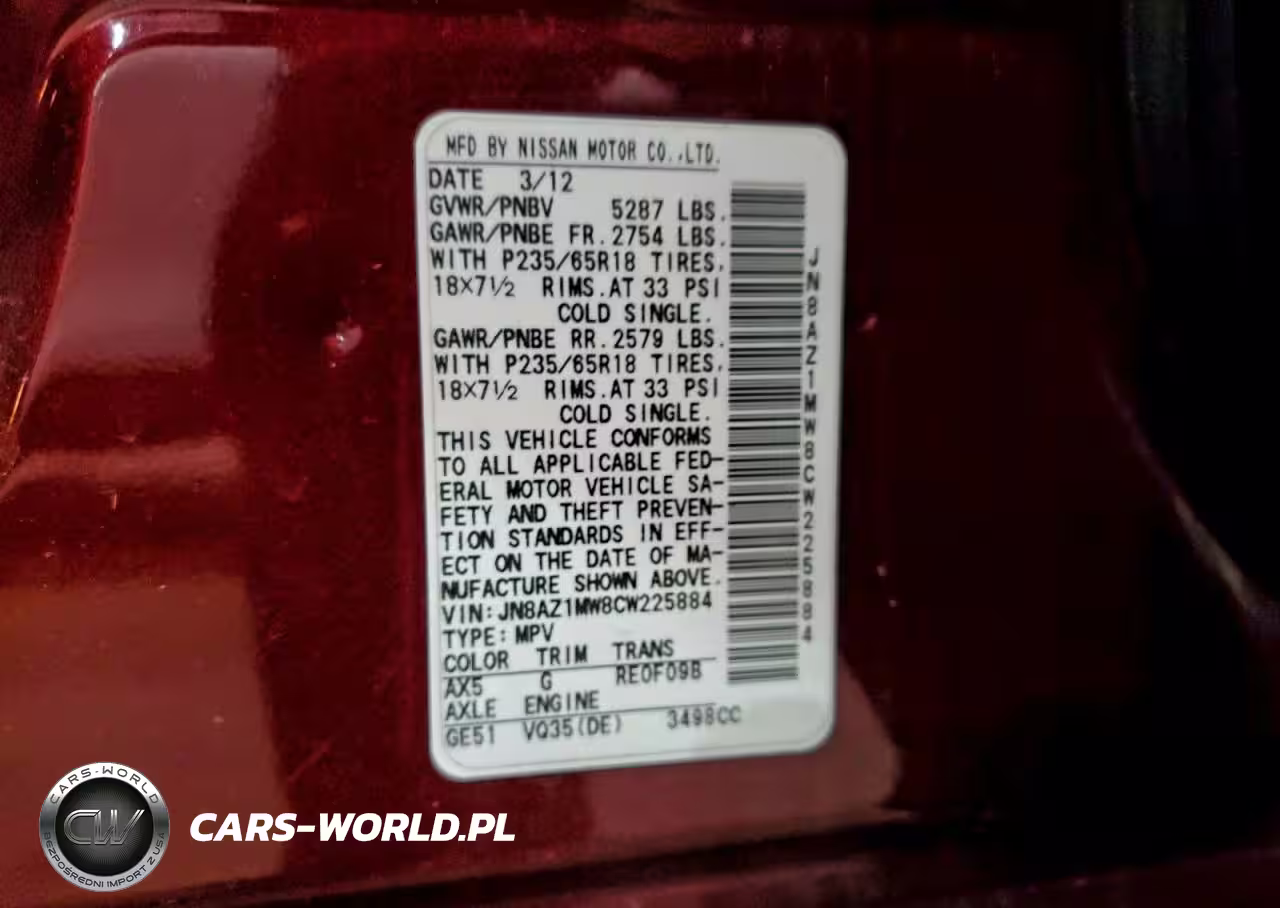 MFD BY NISSAN MOTOR CO.,LTD.
DATE 3/12
GVWR/PNBV 5287 LBS.
GAWR/PNBE FR. 2754 LBS.
WITH P235/65R18 TIRES,
18×7½ RIMS.AT 33 PSI
COLD SINGLE.
GAWR/PNBE RR. 2579 LBS.
WITH P235/65R18 TIRES,
18×7½ RIMS.AT 33 PSI
COLD SINGLE.
THIS VEHICLE CONFORMS
TO ALL APPLICABLE FED-
ERAL MOTOR VEHICLE SA-
FETY AND THEFT PREVEN-
TION STANDARDS IN EFF-
ECT ON THE DATE OF MA-
NUFACTURE SHOWN ABOVE.
VIN:JN8AZ1MW8CW225884
TYPE:MPV
COLOR TRIM TRANS
AX5 G RE0F09B
AXLE ENGINE
GE51 VQ35(DE) 3498CC
JN8AZ1MW8CW225884
CARS-WORLD
CW
BEZPOŚREDNI IMPORT Z USA
CARS-WORLD.PL